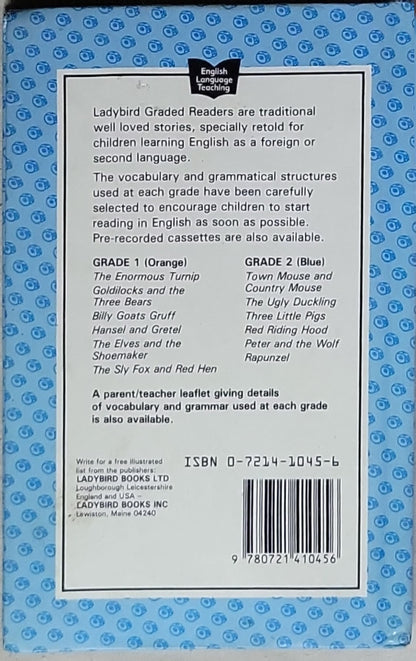 English
Language
Teaching
Ladybird Graded Readers are traditional
well loved stories, specially retold for
children learning English as a foreign or
second language.
The vocabulary and grammatical structures
used at each grade have been carefully
selected to encourage children to start
reading in English as soon as possible.
Pre-recorded cassettes are also available.
GRADE 1 (Orange)
The Enormous Turnip
Goldilocks and the
Three Bears
Billy Goats Gruff
Hansel and Gretel
The Elves and the
Shoemaker
The Sly Fox and Red Hen
GRADE 2 (Blue)
Town Mouse and
Country Mouse
The Ugly Duckling
Three Little Pigs
Red Riding Hood
Peter and the Wolf
Rapunzel
A parent/teacher leaflet giving details
of vocabulary and grammar used at each grade
is also available.
Write for a free illustrated
list from the publishers:
LADYBIRD BOOKS LTD
Loughborough Leicestershire
England and USA –
LADYBIRD BOOKS INC
Lewiston, Maine 04240
ISBN 0-7214-1045-6
9 780721 410456